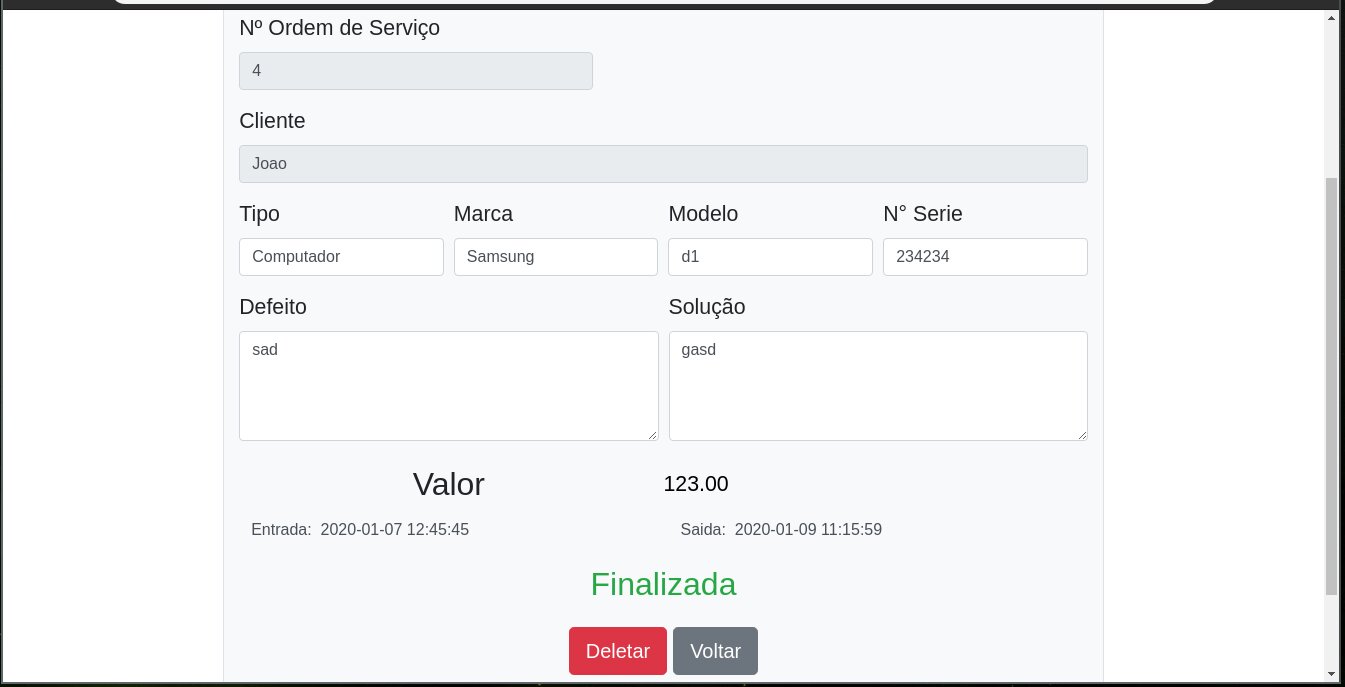 Nº Ordem de Serviço
4
Cliente
Joao
Tipo Marca Modelo N° Serie
Computador Samsung d1 234234
Defeito Solução
sad gasd
Valor 123.00
Entrada: 2020-01-07 12:45:45 Saida: 2020-01-09 11:15:59
Finalizada
Deletar Voltar